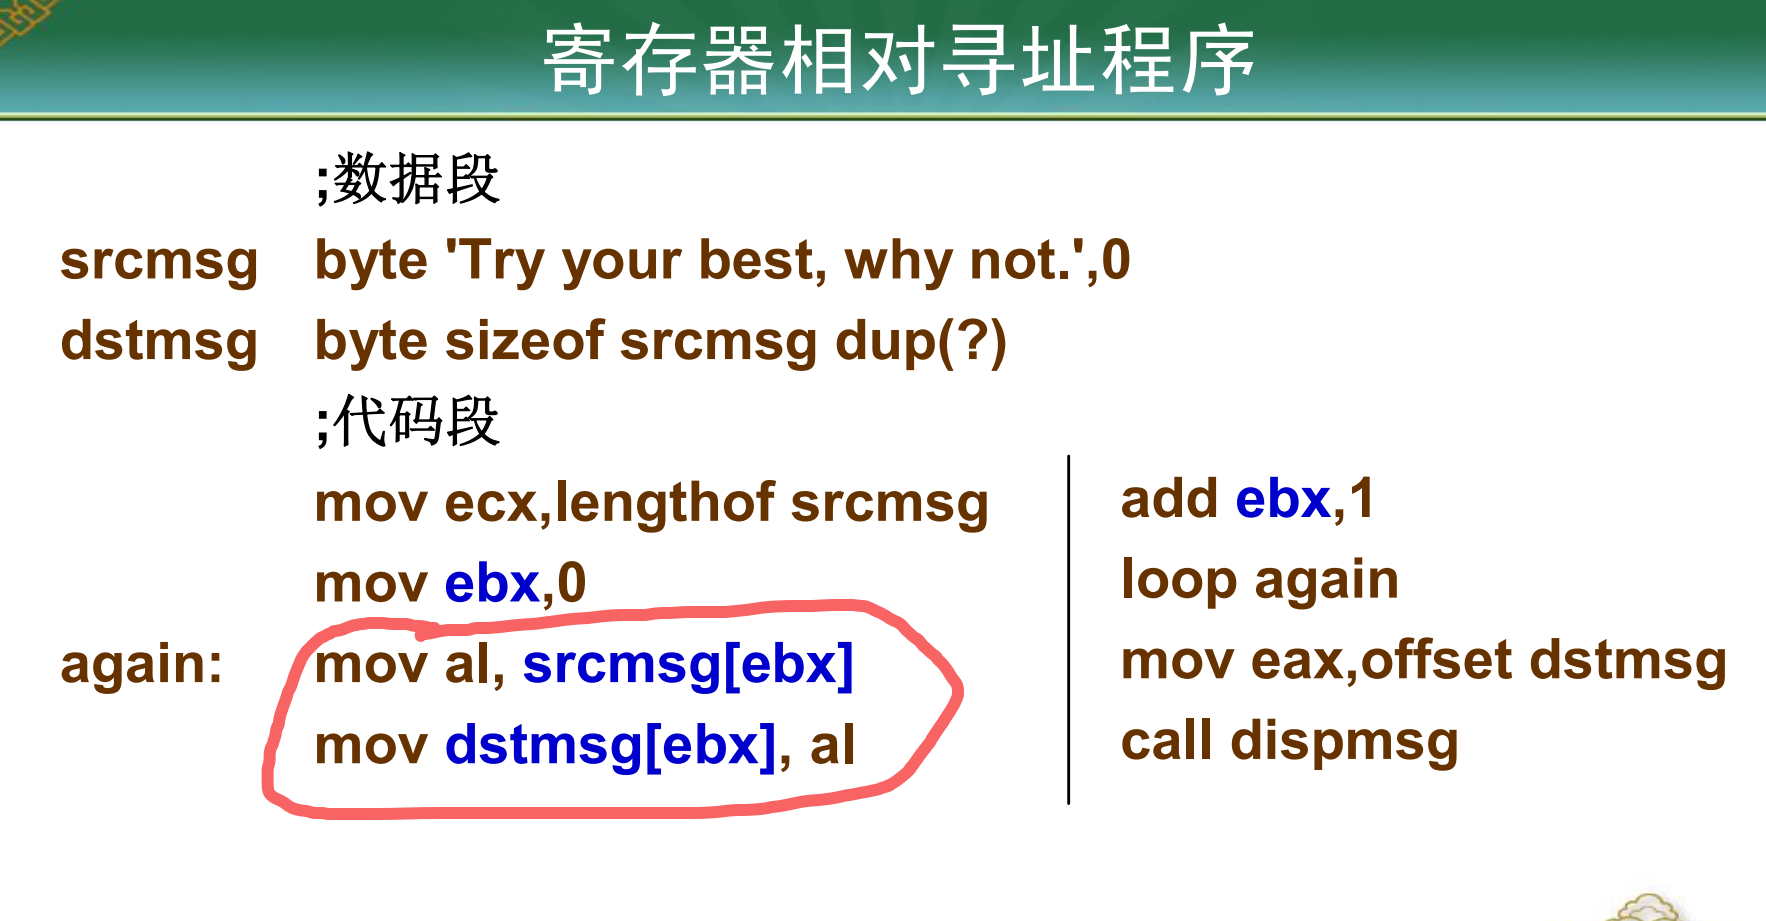 寄存器相对寻址程序
;数据段
srcmsg byte 'Try your best, why not.',0
dstmsg byte sizeof srcmsg dup(?)
;代码段
mov ecx,lengthof srcmsg
mov ebx,0
again: mov al, srcmsg[ebx]
mov dstmsg[ebx], al
add ebx,1
loop again
mov eax,offset dstmsg
call dispmsg